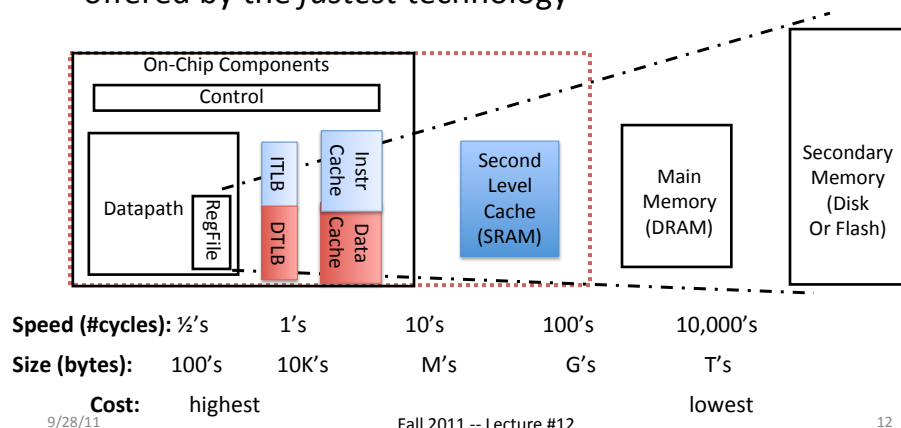 offered by the fastest technology
On-Chip Components
Control
Datapath
RegFile
ITLB
DTLB
Instr
Cache
Data
Cache
Second
Level
Cache
(SRAM)
Main
Memory
(DRAM)
Secondary
Memory
(Disk
Or Flash)
Speed (#cycles): ½’s 1’s 10’s 100’s 10,000’s
Size (bytes): 100’s 10K’s M’s G’s T’s
Cost: highest lowest
9/28/11 Fall 2011 -- Lecture #12 12